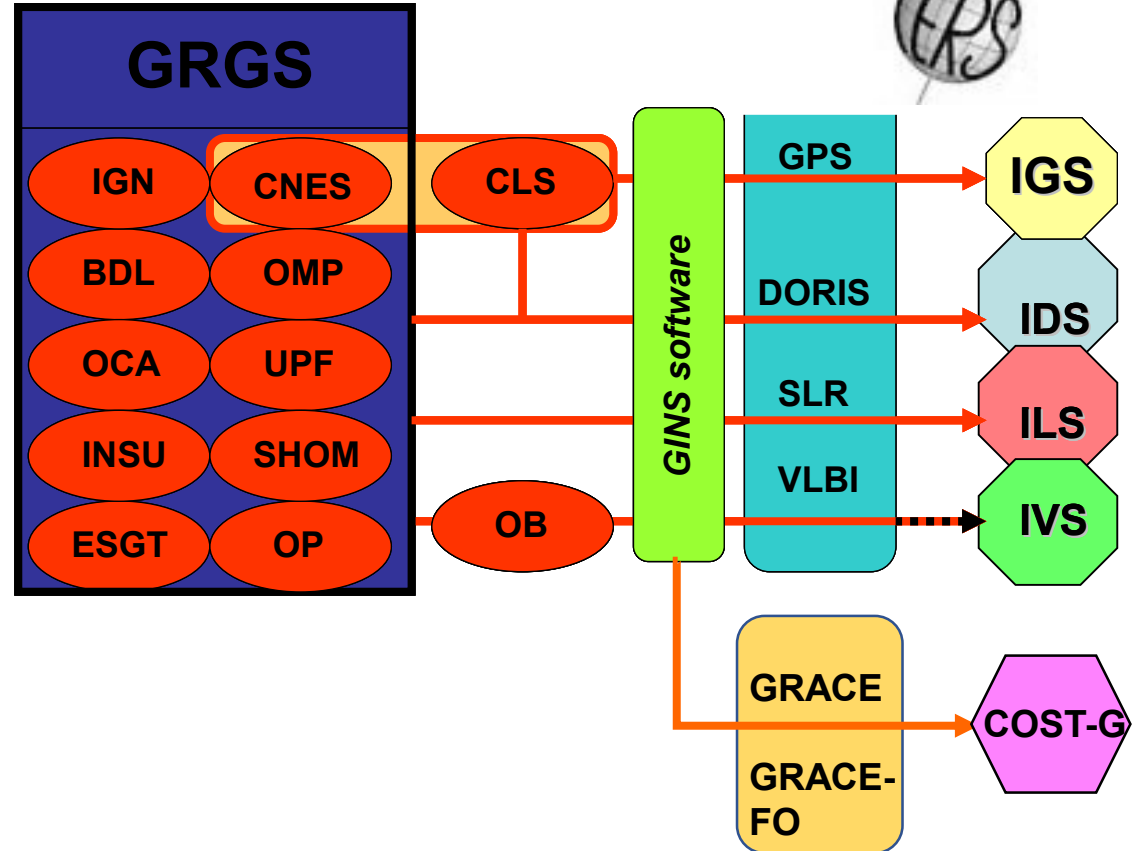 GRGS
ERS
IGN
CNES
CLS
BDL
OMP
OCA
UPF
INSU
SHOM
ESGT
OP
OB
GINS software
GPS
DORIS
SLR
VLBI
IGS
IDS
ILS
IVS
GRACE
GRACE-
FO
COST-G